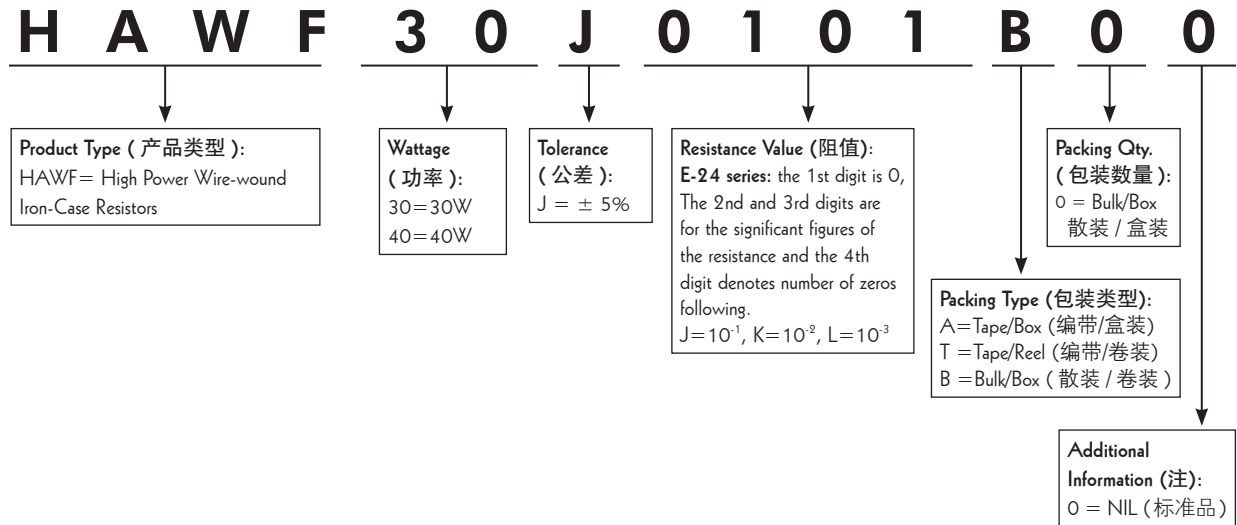 H A W F 3 0 J 0 1 0 1 B 0 0
Product Type ( 产品类型 ):
HAWF= High Power Wire-wound
Iron-Case Resistors
Wattage
( 功率 ):
30=30W
40=40W
Tolerance
( 公差 ):
J = ± 5%
Resistance Value (阻值):
E-24 series: the 1st digit is 0,
The 2nd and 3rd digits are
for the significant figures of
the resistance and the 4th
digit denotes number of zeros
following.
J=10⁻¹, K=10⁻², L=10⁻³
Packing Qty.
( 包装数量 ):
0 = Bulk/Box
散装 / 盒装
Packing Type (包装类型):
A=Tape/Box (编带/盒装)
T =Tape/Reel (编带/卷装)
B =Bulk/Box ( 散装 / 卷装 )
Additional
Information (注):
0 = NIL (标准品)